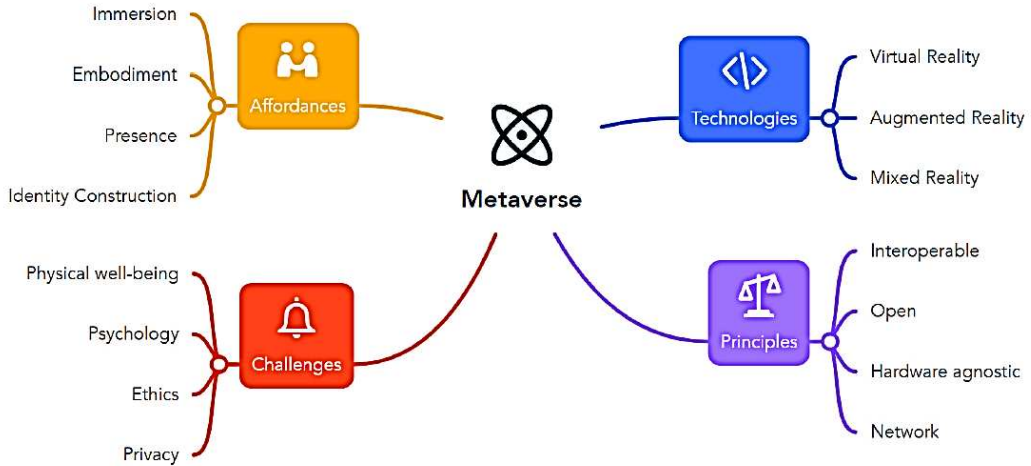 Immersion
Embodiment
Presence
Identity Construction
Affordances
Metaverse
Technologies
Virtual Reality
Augmented Reality
Mixed Reality
Physical well-being
Psychology
Ethics
Privacy
Challenges
Principles
Interoperable
Open
Hardware agnostic
Network